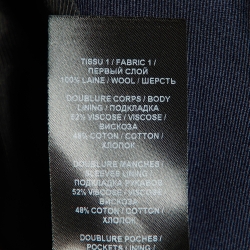 TISSU 1 / FABRIC 1 /
ПЕРВЫЙ СЛОЙ
100% LAINE / WOOL / ШЕРСТЬ
DOUBLURE CORPS / BODY
LINING / ПОДКЛАДКА
52% VISCOSE / VISCOSE /
ВИСКОЗА
48% COTON / COTTON /
ХЛОПОК
DOUBLURE MANCHES /
SLEEVES LINING /
ПОДКЛАДКА РУКАВОВ
52% VISCOSE / VISCOSE /
ВИСКОЗА
48% COTON / COTTON /
ХЛОПОК
DOUBLURE POCHES /
POCKETS LINING /